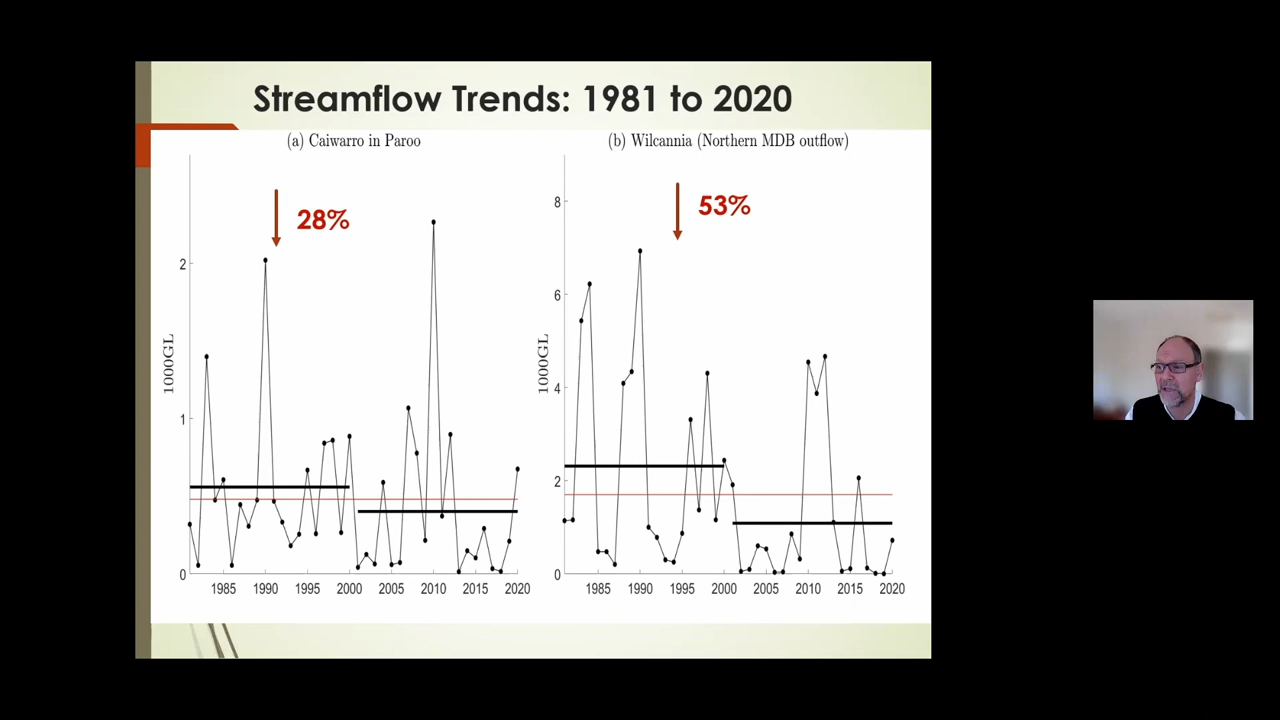 Streamflow Trends: 1981 to 2020
(a) Caiwarro in Paroo
28%
1000GL
2
1
0
1985 1990 1995 2000 2005 2010 2015 2020
(b) Wilcannia (Northern MDB outflow)
53%
1000GL
8
6
4
2
0
1985 1990 1995 2000 2005 2010 2015 2020